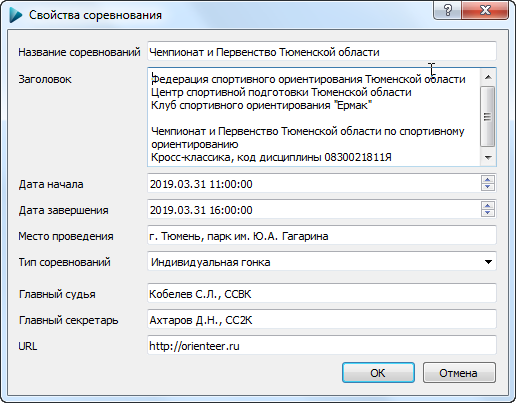 Свойства соревнования
Название соревнований Чемпионат и Первенство Тюменской области
Заголовок Федерация спортивного ориентирования Тюменской области
Центр спортивной подготовки Тюменской области
Клуб спортивного ориентирования "Ермак"
Чемпионат и Первенство Тюменской области по спортивному
ориентированию
Кросс-классика, код дисциплины 0830021811Я
Дата начала 2019.03.31 11:00:00
Дата завершения 2019.03.31 16:00:00
Место проведения г. Тюмень, парк им. Ю.А. Гагарина
Тип соревнований Индивидуальная гонка
Главный судья Кобелев С.Л., ССВК
Главный секретарь Ахтаров Д.Н., СС2К
URL http://orienteer.ru
OK Отмена